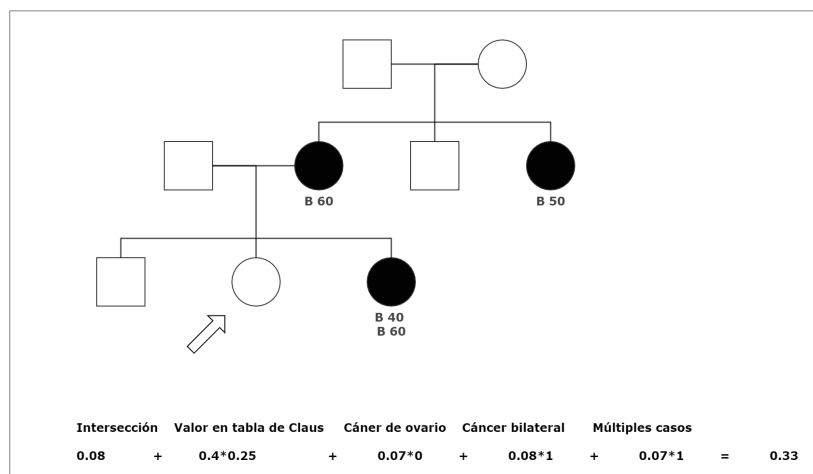 B 60
B 50
B 40
B 60
Intersección Valor en tabla de Claus Cáner de ovario Cáncer bilateral Múltiples casos
0.08 + 0.4*0.25 + 0.07*0 + 0.08*1 + 0.07*1 = 0.33